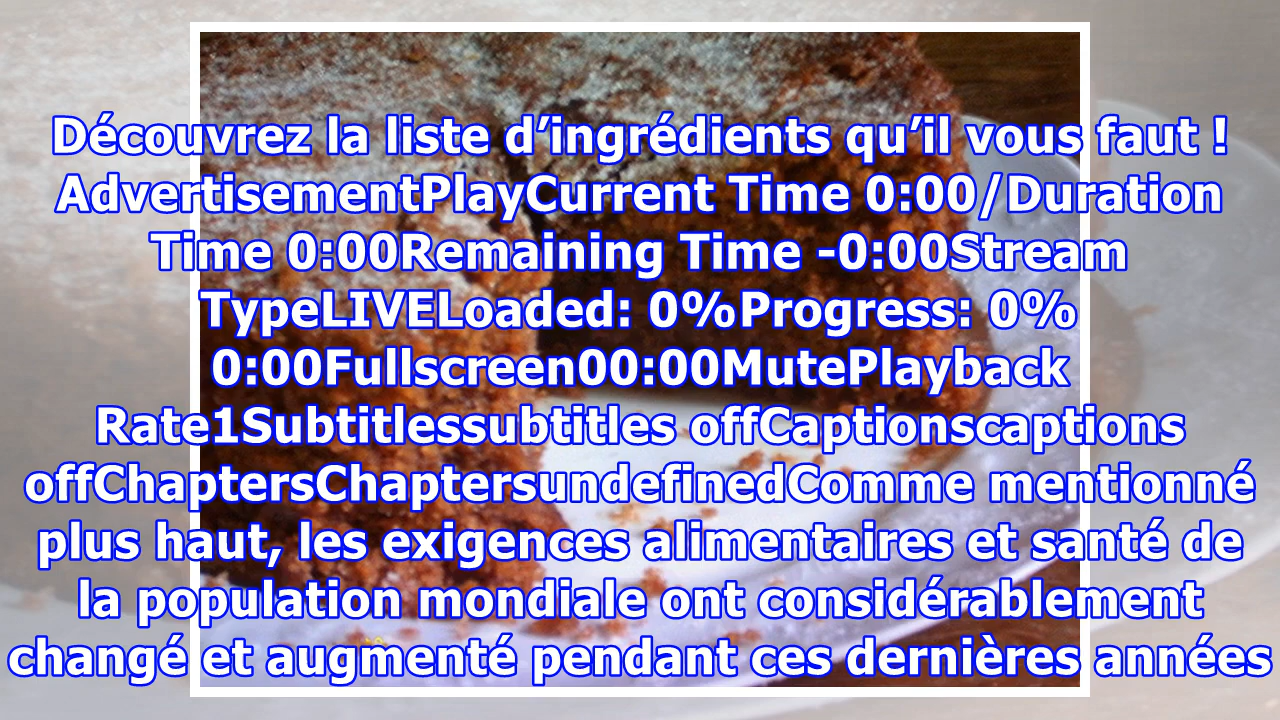 Découvrez la liste d’ingrédients qu’il vous faut !
AdvertisementPlayCurrent Time 0:00/Duration
Time 0:00Remaining Time -0:00Stream
TypeLIVELoaded: 0%Progress: 0%
0:00Fullscreen00:00MutePlayback
Rate1Subtitlessubtitles offCaptionscaptions
offChaptersChaptersundefinedComme mentionné
plus haut, les exigences alimentaires et santé de
la population mondiale ont considérablement
changé et augmenté pendant ces dernières années